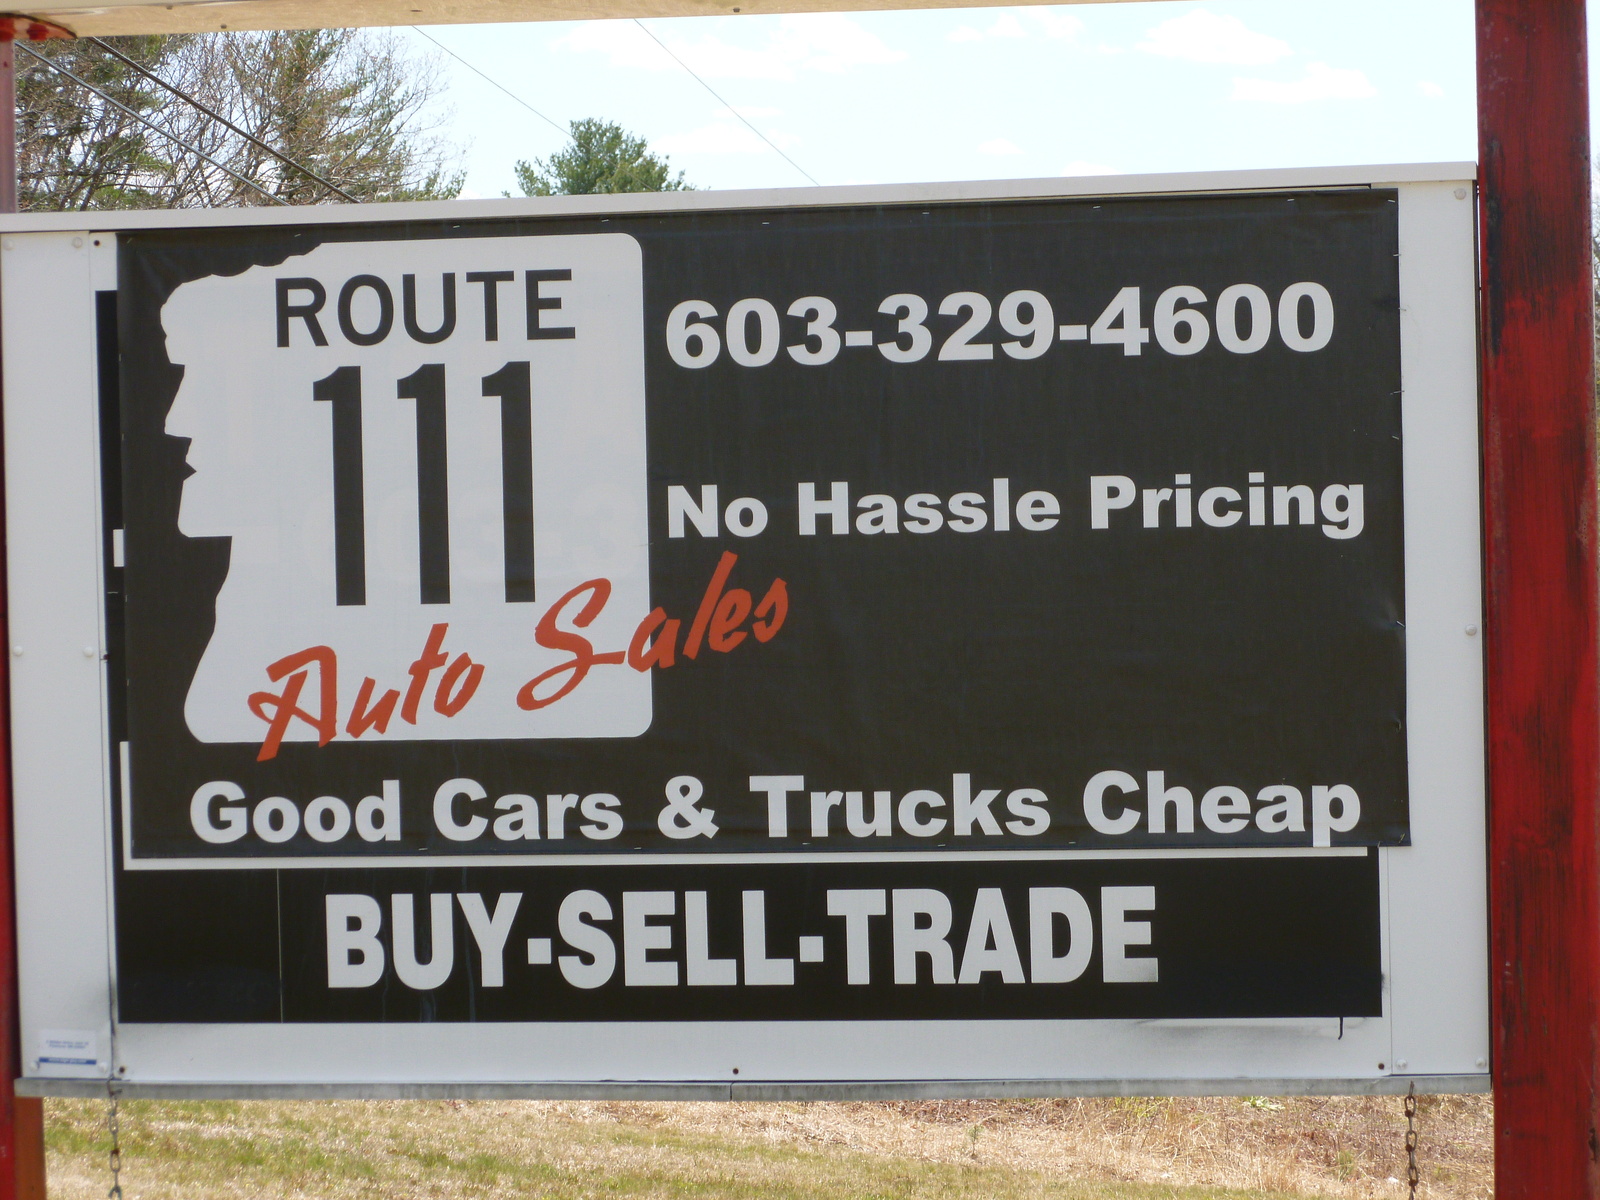 ROUTE
111
Auto Sales
603-329-4600
No Hassle Pricing
Good Cars & Trucks Cheap
BUY-SELL-TRADE